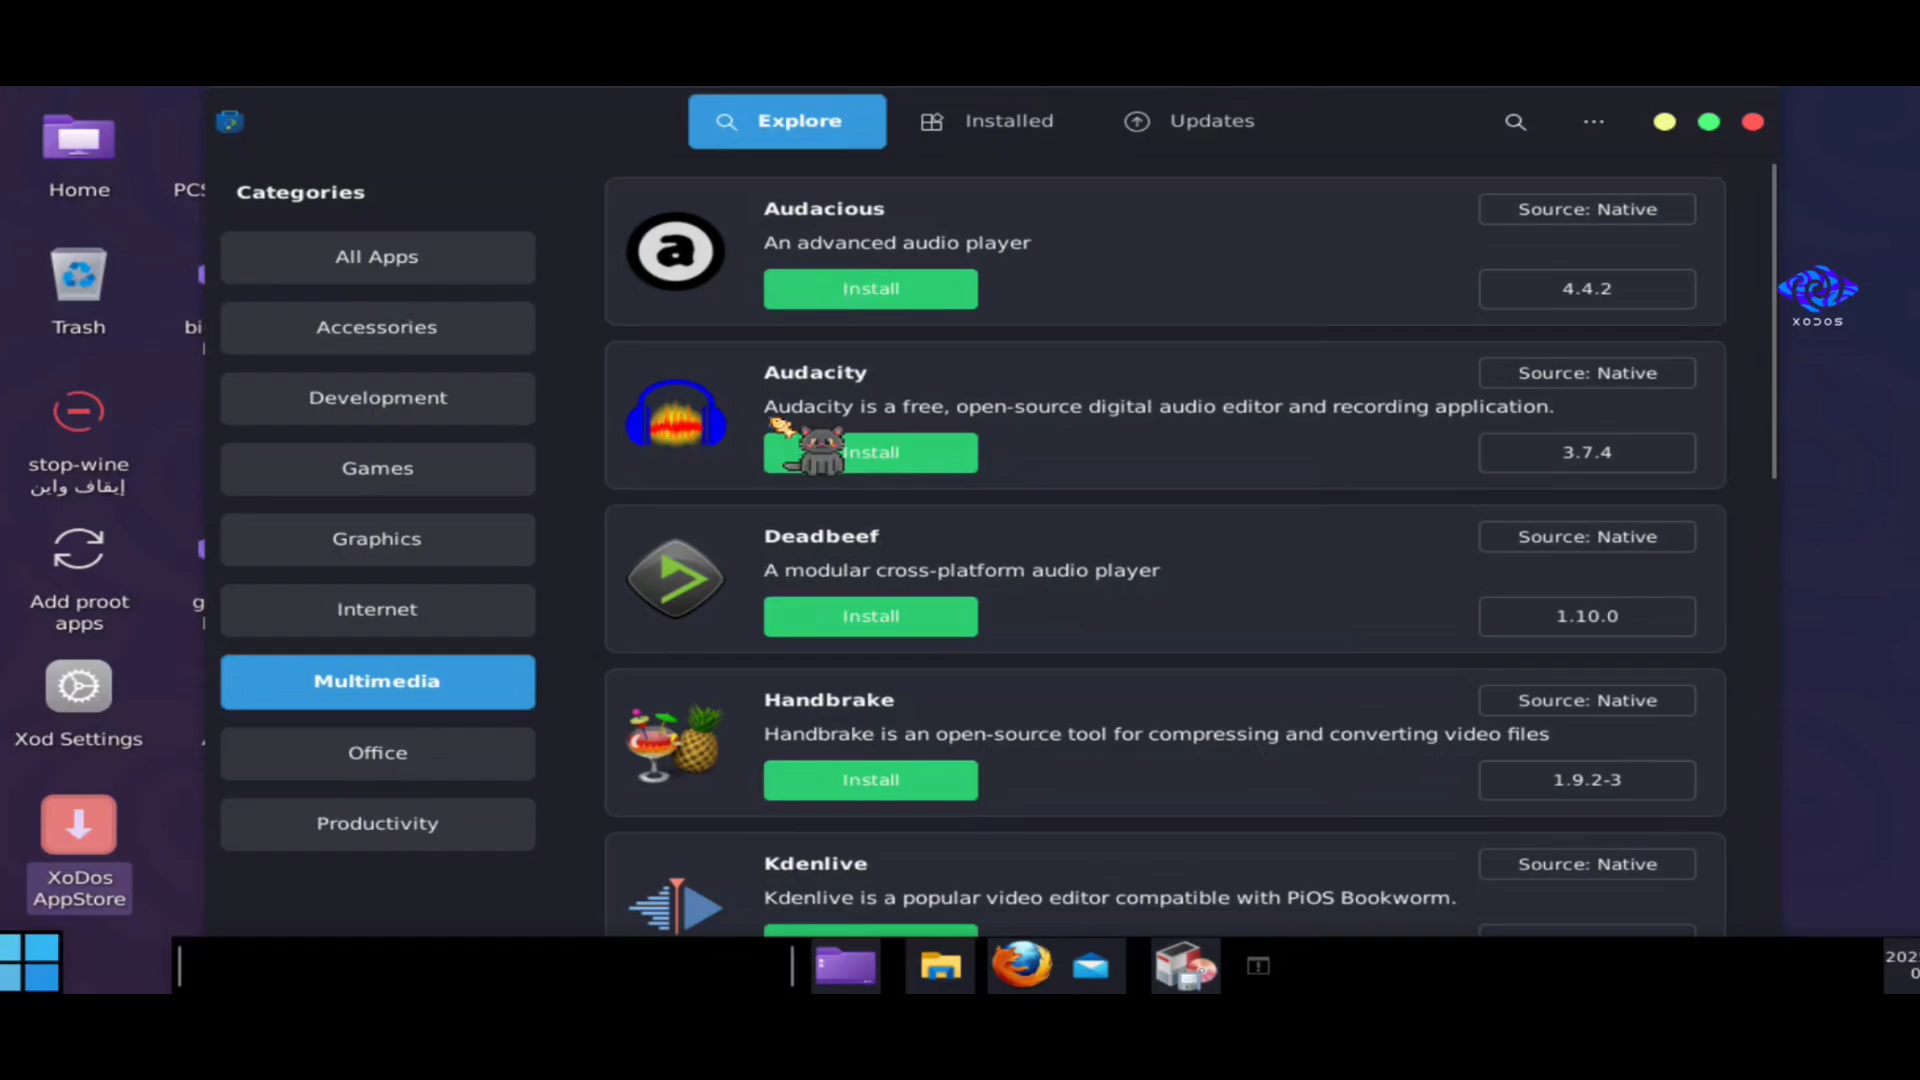 Explore
Installed
Updates
Home
PCS
Trash
bi
stop-wine
إيقاف واين
Add proot
apps
g
Xod Settings
XoDos
AppStore
Categories
All Apps
Accessories
Development
Games
Graphics
Internet
Multimedia
Office
Productivity
Audacious
Source: Native
An advanced audio player
Install
4.4.2
Audacity
Source: Native
Audacity is a free, open-source digital audio editor and recording application.
Install
3.7.4
Deadbeef
Source: Native
A modular cross-platform audio player
Install
1.10.0
Handbrake
Source: Native
Handbrake is an open-source tool for compressing and converting video files
Install
1.9.2-3
Kdenlive
Source: Native
Kdenlive is a popular video editor compatible with PiOS Bookworm.
XODOS
202
0